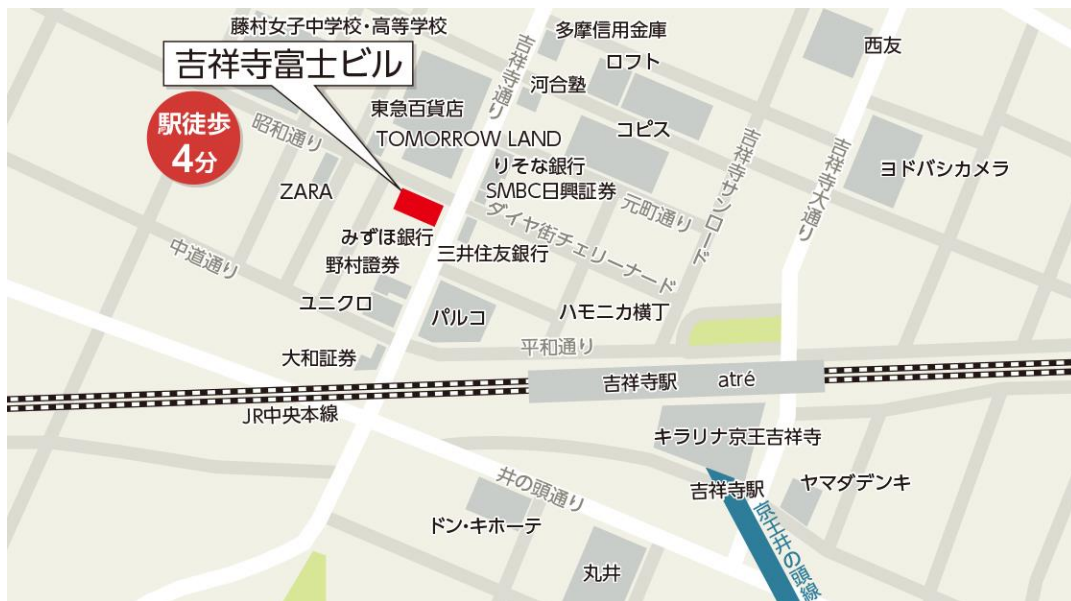 藤村女子中学校・高等学校
吉祥寺富士ビル
駅徒歩
4分
昭和通り
東急百貨店
TOMORROW LAND
吉祥寺通り
多摩信用金庫
ロフト
河合塾
コピス
西友
ヨドバシカメラ
吉祥寺大通り
吉祥寺サンロード
りそな銀行
SMBC日興証券
元町通り
ダイヤ街チェリーナード
ZARA
中道通り
みずほ銀行
野村證券
三井住友銀行
ユニクロ
パルコ
ハモニカ横丁
大和証券
平和通り
吉祥寺駅
atré
JR中央本線
キラリナ京王吉祥寺
井の頭通り
吉祥寺駅
ヤマダデンキ
ドン・キホーテ
京王井の頭線
丸井